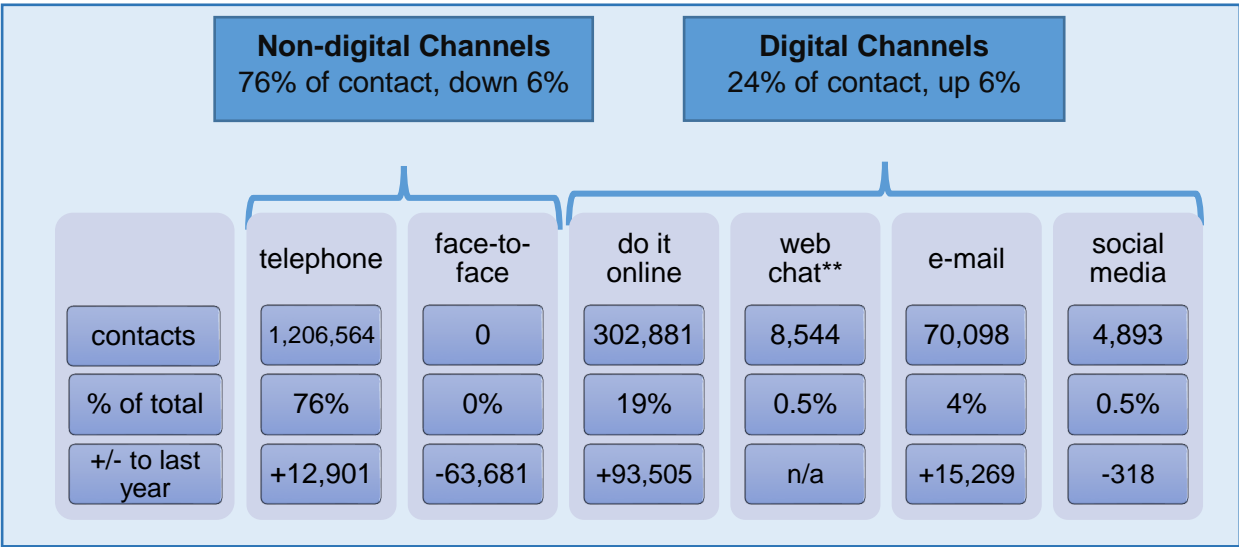 Non-digital Channels
76% of contact, down 6%
Digital Channels
24% of contact, up 6%
telephone
face-to-
face
do it
online
web
chat**
e-mail
social
media
contacts
1,206,564
0
302,881
8,544
70,098
4,893
% of total
76%
0%
19%
0.5%
4%
0.5%
+/- to last
year
+12,901
-63,681
+93,505
n/a
+15,269
-318